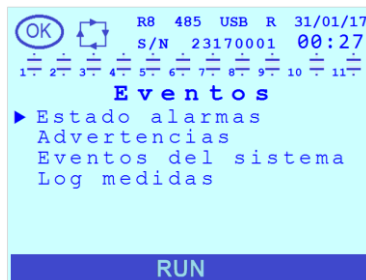 OK R8 485 USB R 31/01/17
S/N 23170001 00:27
1 2 3 4 5 6 7 8 9 10 11
Eventos
Estado alarmas
Advertencias
Eventos del sistema
Log medidas
RUN